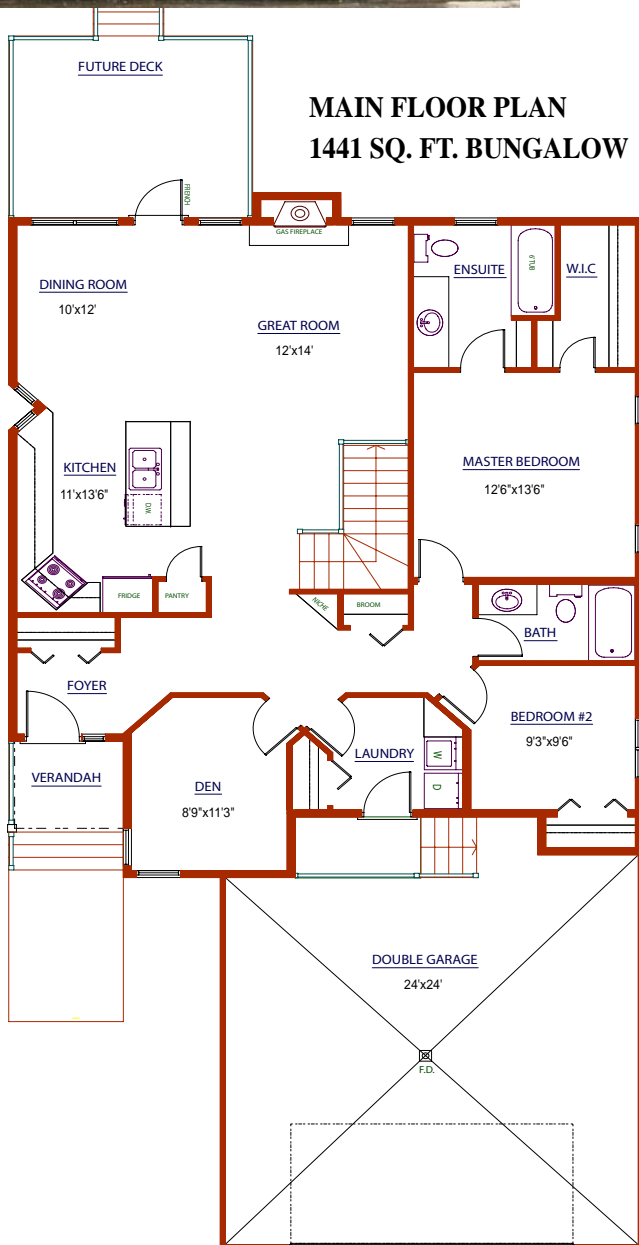 FUTURE DECK
MAIN FLOOR PLAN
1441 SQ. FT. BUNGALOW
FRENCH
GAS FIREPLACE
ENSUITE
6'TUB
W.I.C
DINING ROOM
10'x12'
GREAT ROOM
12'x14'
KITCHEN
11'x13'6"
D.W.
MASTER BEDROOM
12'6"x13'6"
FRIDGE
PANTRY
NICHE
BROOM
BATH
FOYER
BEDROOM #2
9'3"x9'6"
VERANDAH
DEN
8'9"x11'3"
LAUNDRY
W
D
DOUBLE GARAGE
24'x24'
F.D.